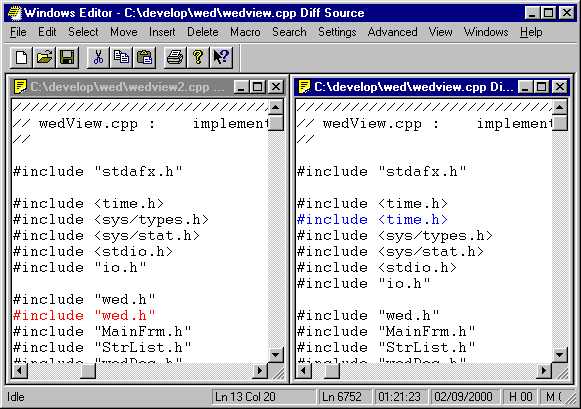 Windows Editor - C:\develop\wed\wedview.cpp Diff Source
File Edit Select Move Insert Delete Macro Search Settings Advanced View Windows Help
C:\develop\wed\wedview2.cpp ...
////////////////////////////////
// wedView.cpp :    implement
//
#include "stdafx.h"
#include <time.h>
#include <sys/types.h>
#include <sys/stat.h>
#include <stdio.h>
#include "io.h"
#include "wed.h"
#include "wed.h"
#include "MainFrm.h"
#include "StrList.h"
#include "wedDoc.h"
C:\develop\wed\wedview.cpp Di...
////////////////////////////////
// wedView.cpp :    implement
//
#include "stdafx.h"
#include <time.h>
#include <time.h>
#include <sys/types.h>
#include <sys/stat.h>
#include <stdio.h>
#include "io.h"
#include "wed.h"
#include "MainFrm.h"
#include "StrList.h"
#include "wedDoc.h"
Idle Ln 13 Col 20 Ln 6752 01:21:23 02/09/2000 H 00 M